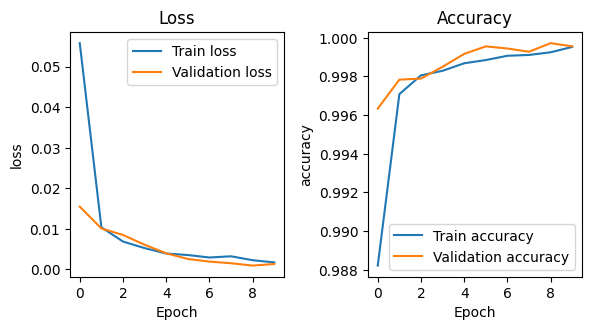 Loss
Train loss
Validation loss
0.05
0.04
0.03
0.02
0.01
0.00
loss
0
2
4
6
8
Epoch
Accuracy
1.000
0.998
0.996
0.994
0.992
0.990
0.988
accuracy
Train accuracy
Validation accuracy
0
2
4
6
8
Epoch